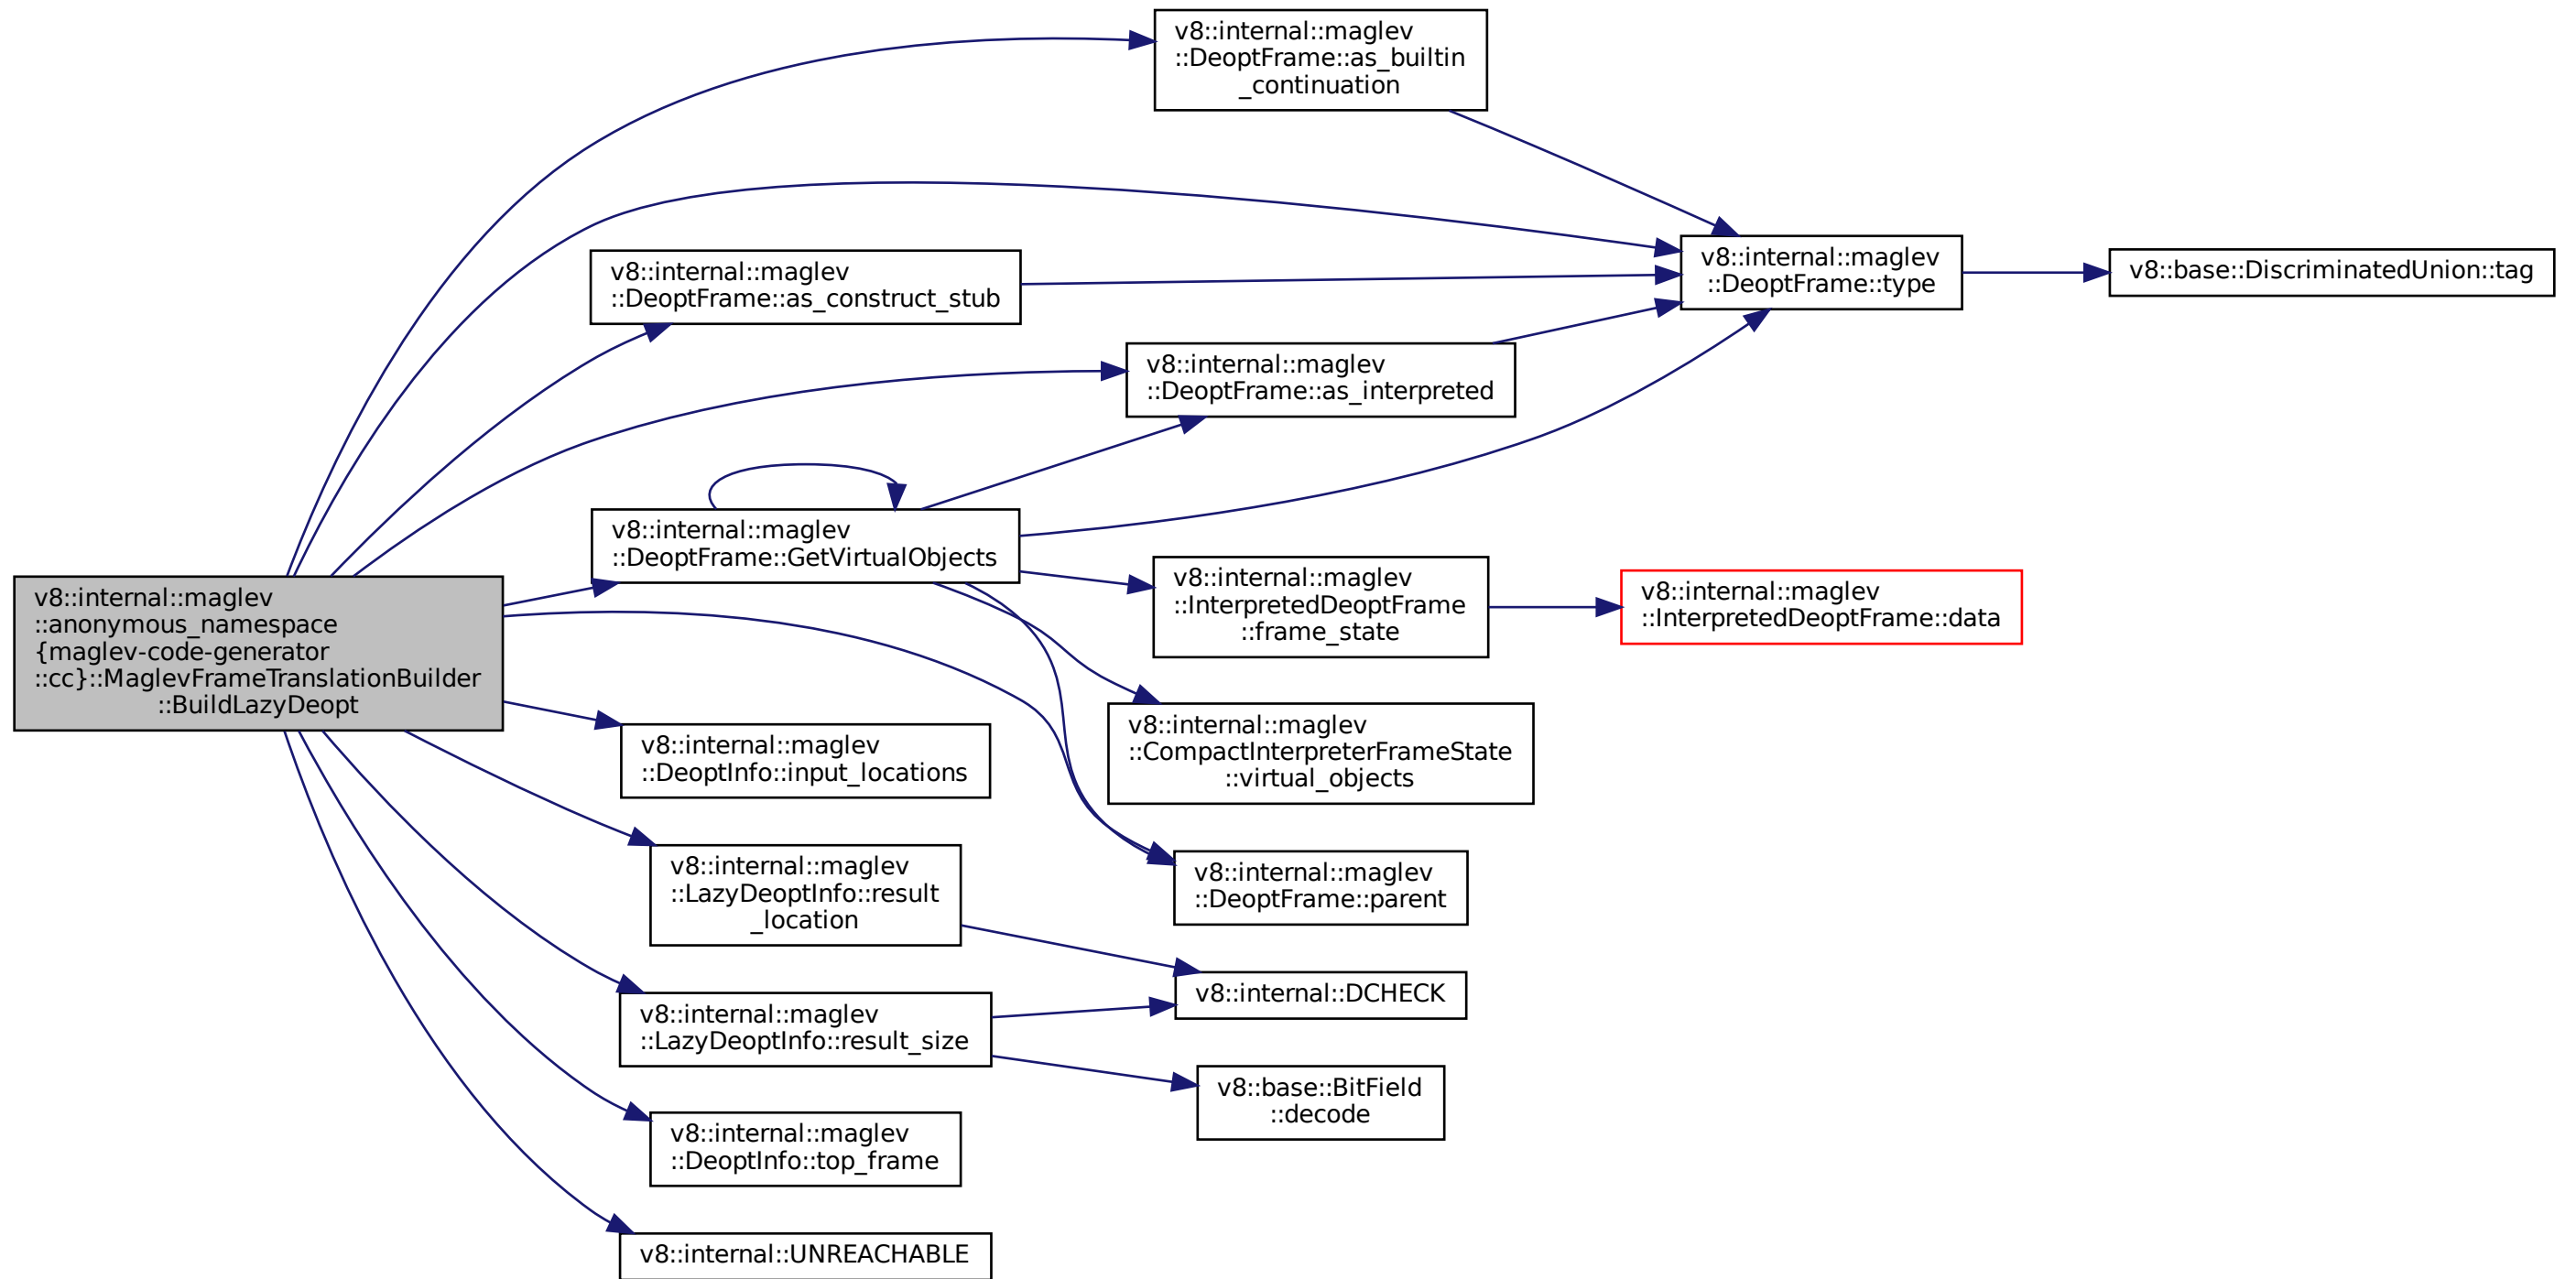 v8::internal::maglev
::DeoptFrame::as_builtin
_continuation
v8::internal::maglev
::DeoptFrame::type
v8::base::DiscriminatedUnion::tag
v8::internal::maglev
::DeoptFrame::as_construct_stub
v8::internal::maglev
::DeoptFrame::as_interpreted
v8::internal::maglev
::DeoptFrame::GetVirtualObjects
v8::internal::maglev
::InterpretedDeoptFrame
::frame_state
v8::internal::maglev
::InterpretedDeoptFrame::data
v8::internal::maglev
::anonymous_namespace
{maglev-code-generator
::cc}::MaglevFrameTranslationBuilder
::BuildLazyDeopt
v8::internal::maglev
::CompactInterpreterFrameState
::virtual_objects
v8::internal::maglev
::DeoptInfo::input_locations
v8::internal::maglev
::LazyDeoptInfo::result
_location
v8::internal::maglev
::DeoptFrame::parent
v8::internal::DCHECK
v8::internal::maglev
::LazyDeoptInfo::result_size
v8::base::BitField
::decode
v8::internal::maglev
::DeoptInfo::top_frame
v8::internal::UNREACHABLE